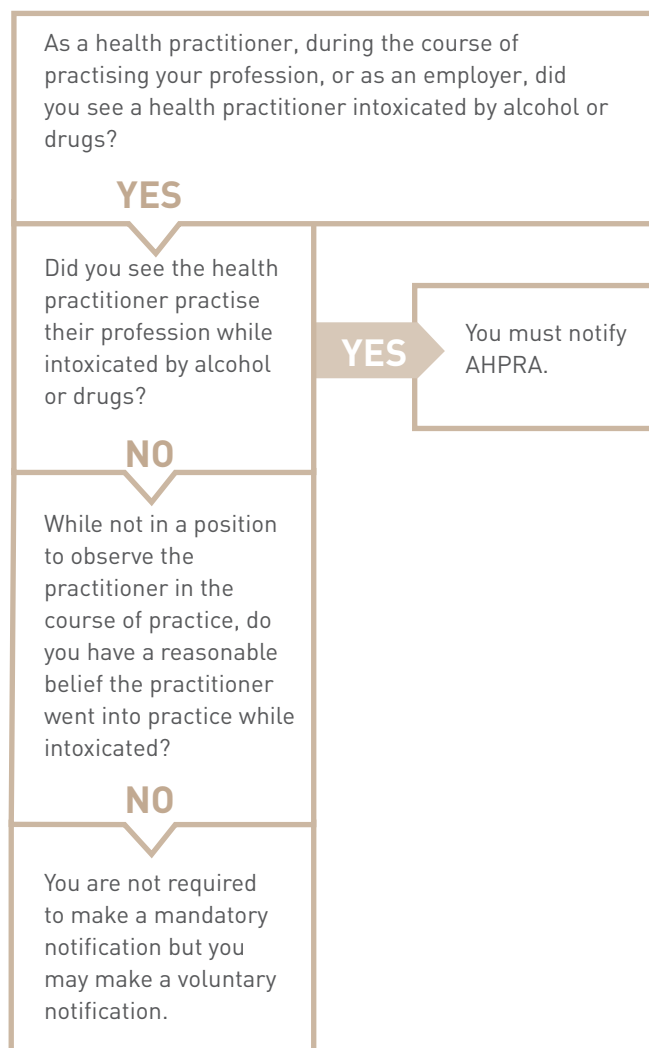 As a health practitioner, during the course of
practising your profession, or as an employer, did
you see a health practitioner intoxicated by alcohol or
drugs?
YES
Did you see the health
practitioner practise
their profession while
intoxicated by alcohol
or drugs?
YES
You must notify
AHPRA.
NO
While not in a position
to observe the
practitioner in the
course of practice, do
you have a reasonable
belief the practitioner
went into practice while
intoxicated?
NO
You are not required
to make a mandatory
notification but you
may make a voluntary
notification.